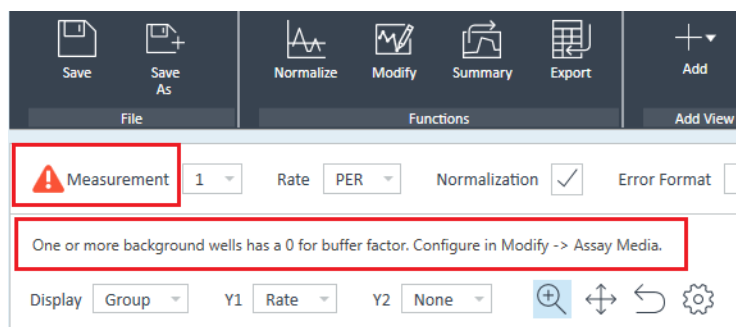 Save
Save
As
Normalize
Modify
Summary
Export
Add
File
Functions
Add View
Measurement 1 Rate PER Normalization Error Format
One or more background wells has a 0 for buffer factor. Configure in Modify -> Assay Media.
Display Group Y1 Rate Y2 None